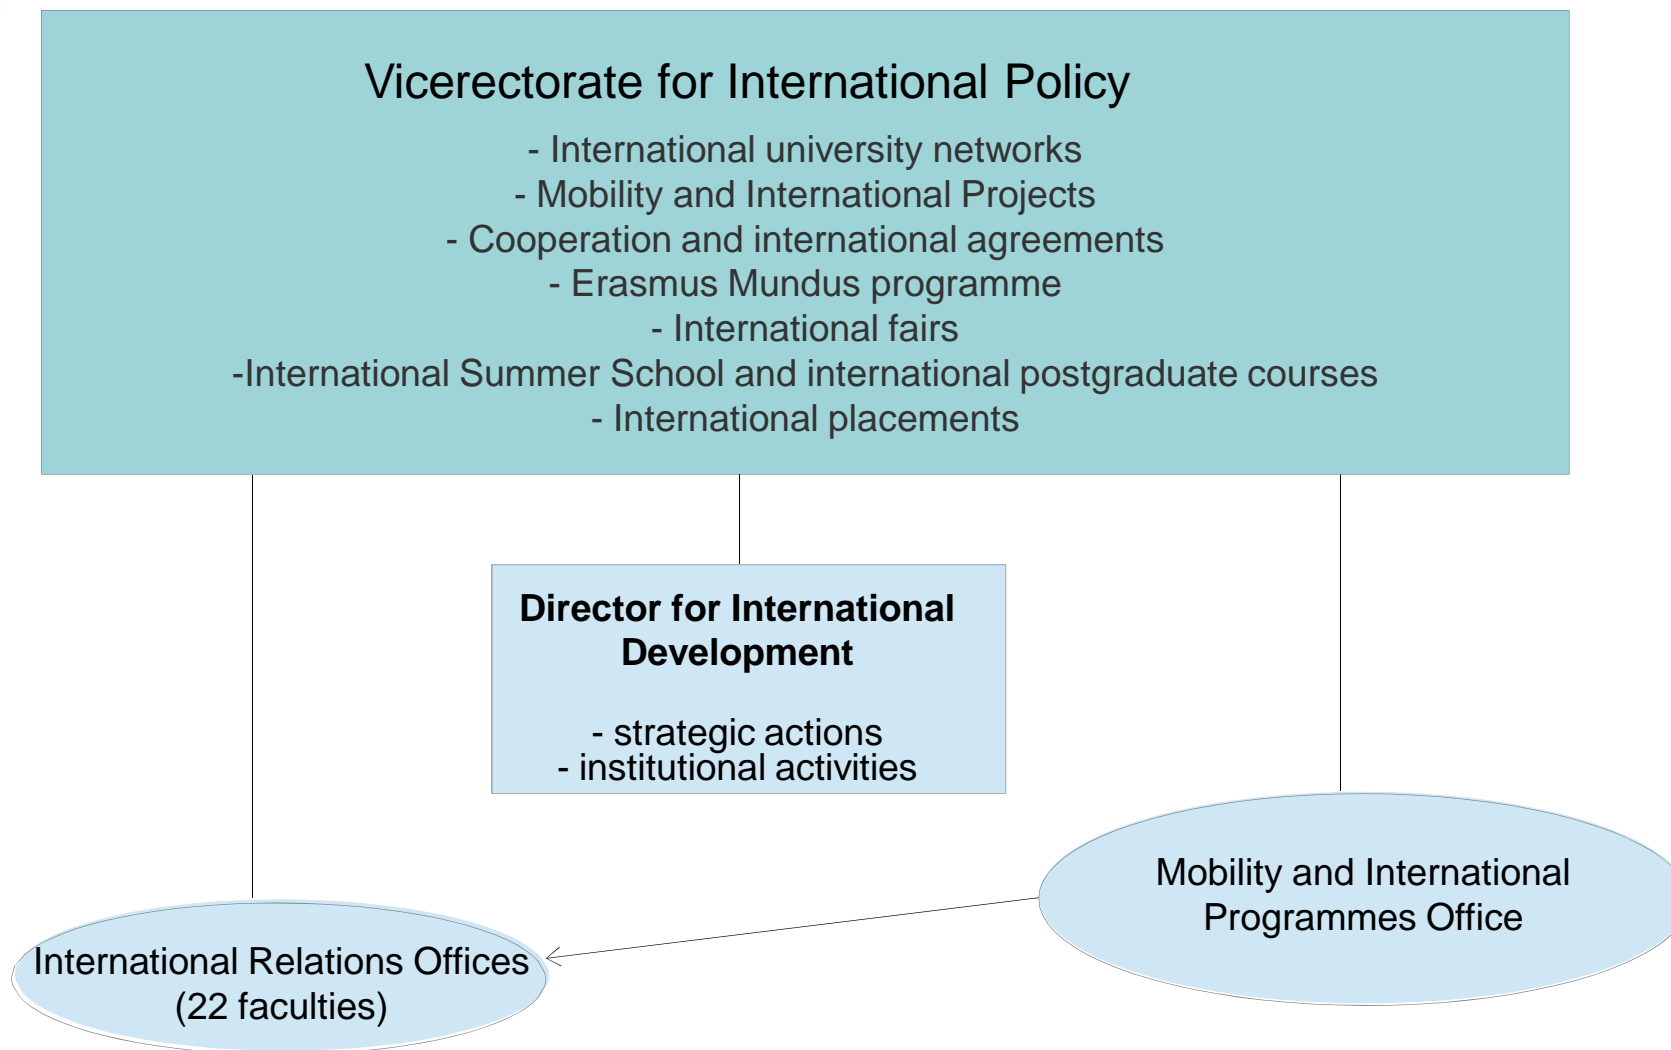 Vicerectorate for International Policy
- International university networks
- Mobility and International Projects
- Cooperation and international agreements
- Erasmus Mundus programme
- International fairs
-International Summer School and international postgraduate courses
- International placements
Director for International
Development
- strategic actions
- institutional activities
Mobility and International
Programmes Office
International Relations Offices
(22 faculties)